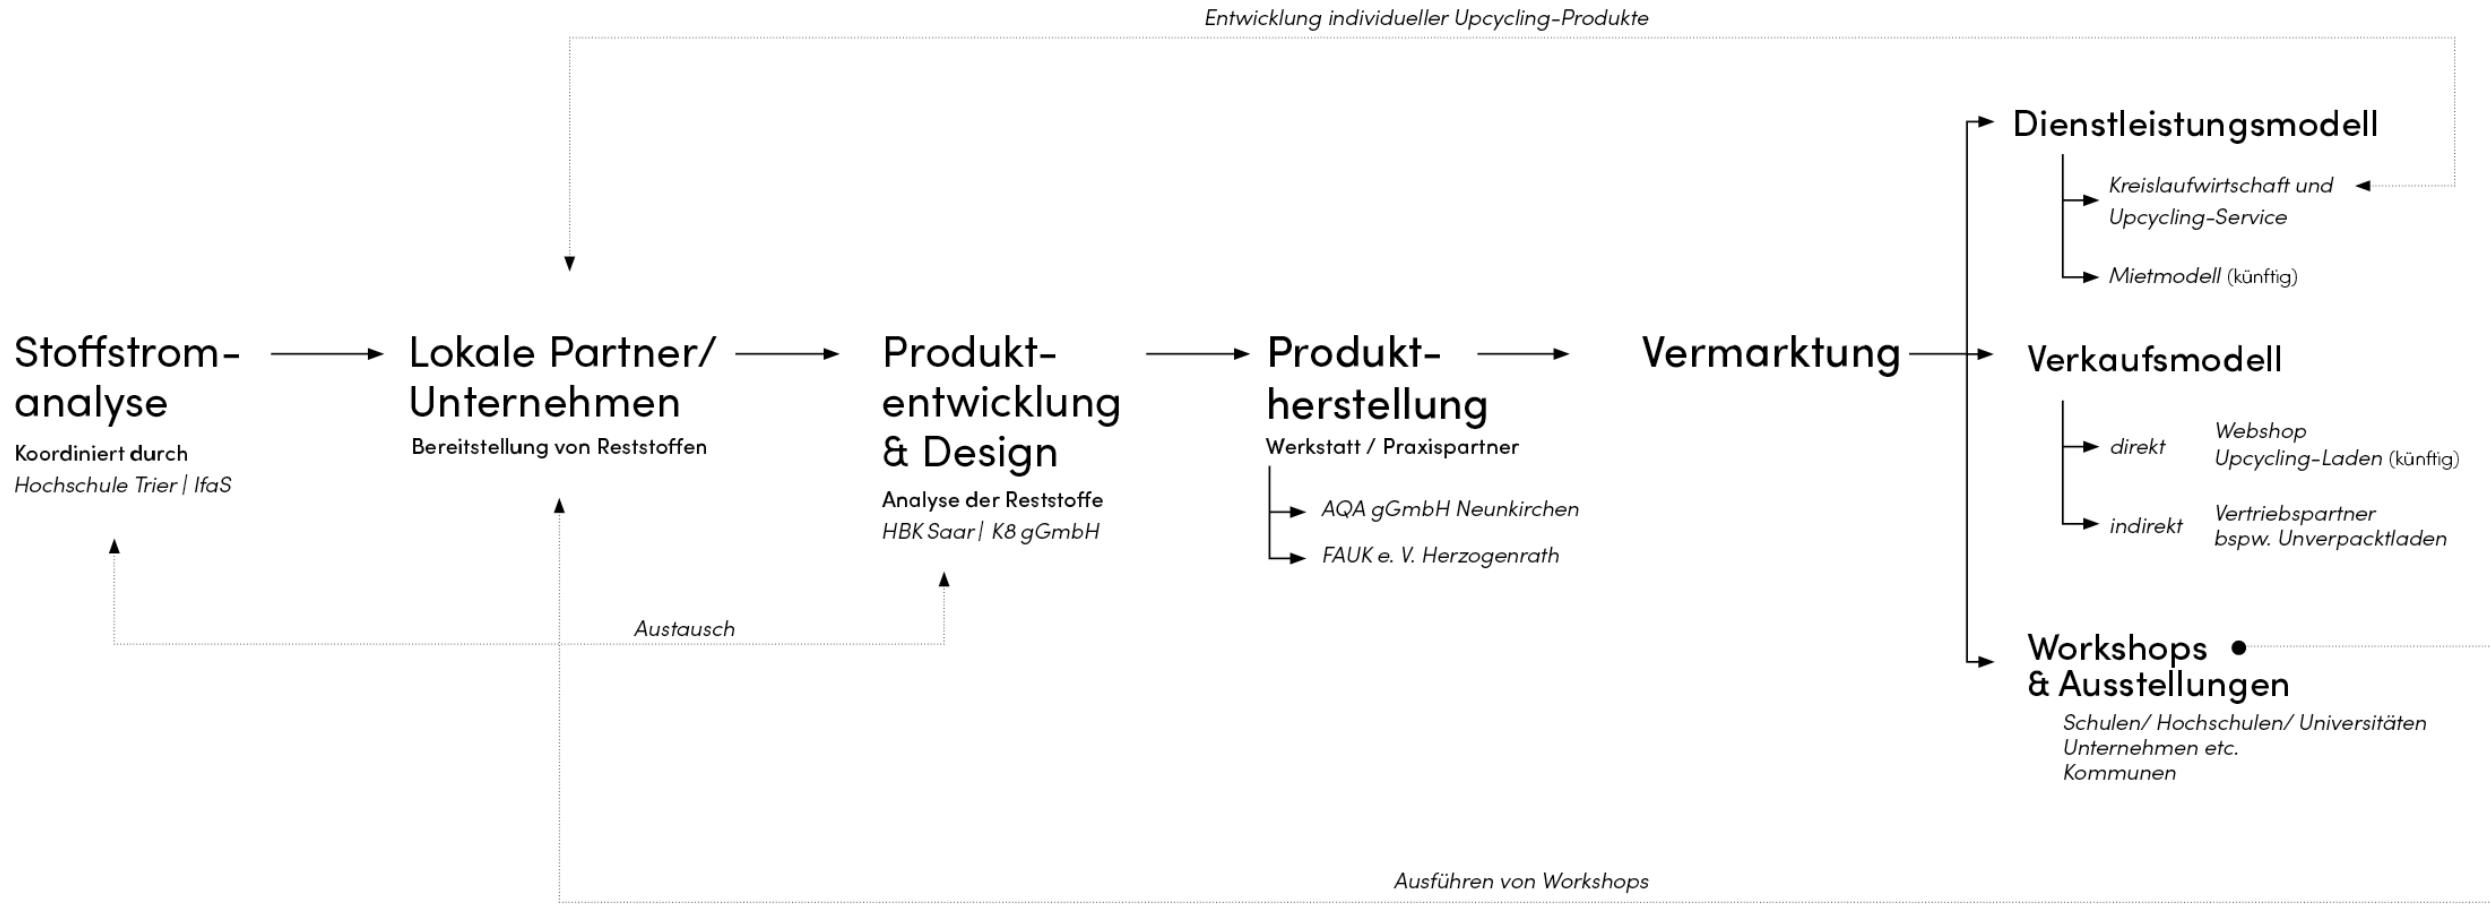 Entwicklung individueller Upcycling-Produkte
Stoffstrom-
analyse
Koordiniert durch
Hochschule Trier | IfaS
Lokale Partner/
Unternehmen
Bereitstellung von Reststoffen
Produkt-
entwicklung
& Design
Analyse der Reststoffe
HBK Saar | K8 gGmbH
Austausch
Produkt-
herstellung
Werkstatt / Praxispartner
AQA gGmbH Neunkirchen
FAUK e. V. Herzogenrath
Vermarktung
Dienstleistungsmodell
Kreislaufwirtschaft und
Upcycling-Service
Mietmodell (künftig)
Verkaufsmodell
direkt
Webshop
Upcycling-Laden (künftig)
indirekt
Vertriebspartner
bspw. Unverpacktladen
Workshops
& Ausstellungen
Schulen/ Hochschulen/ Universitäten
Unternehmen etc.
Kommunen
Ausführen von Workshops